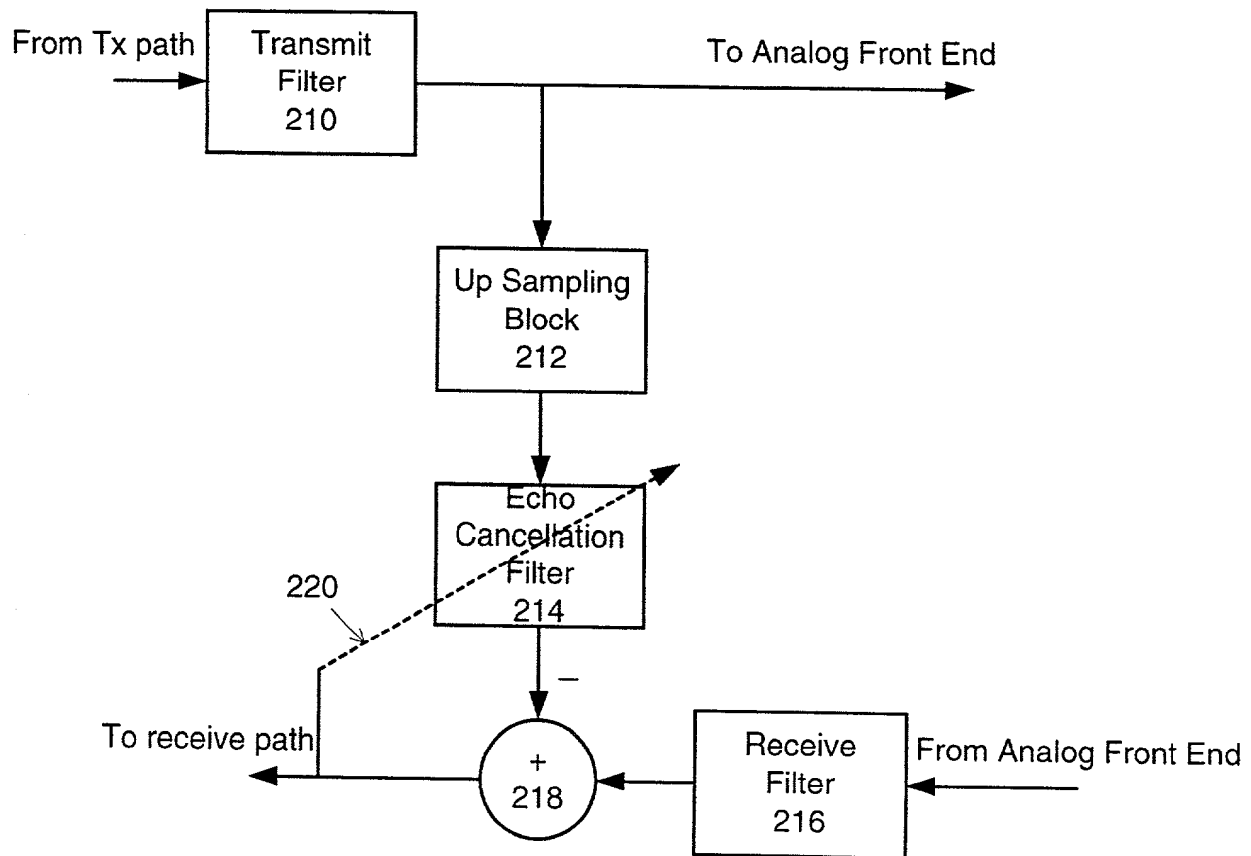 From Tx path
Transmit
Filter
210
To Analog Front End
Up Sampling
Block
212
Echo
Cancellation
Filter
214
220
−
To receive path
+
218
Receive
Filter
216
From Analog Front End